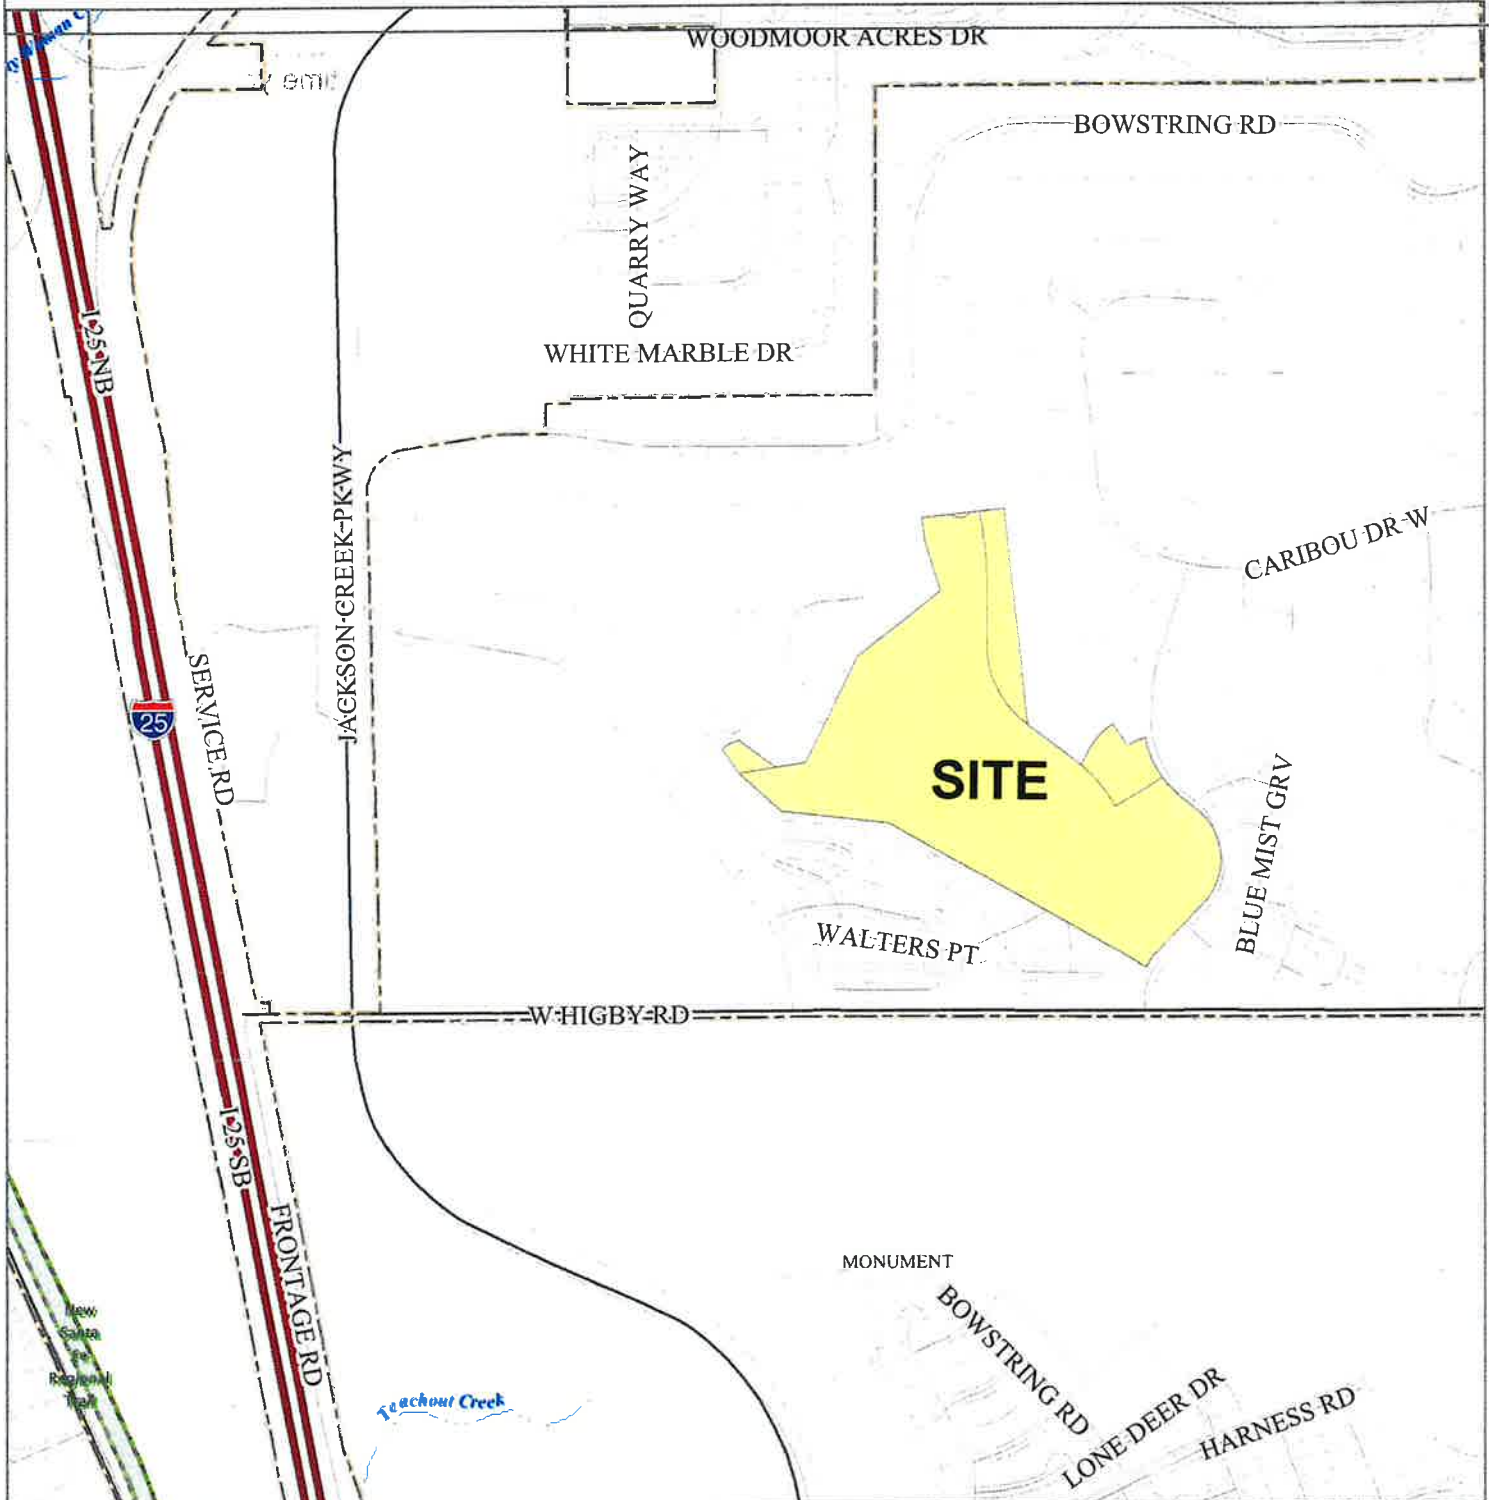 WOODMOOR ACRES DR
BOWSTRING RD
QUARRY WAY
WHITE MARBLE DR
I-25 NB
JACKSON CREEK PKWY
CARIBOU DR W
SERVICE RD
25
SITE
BLUE MIST GRV
WALTERS PT
W HIGBY RD
I-25 SB
FRONTAGE RD
MONUMENT
New
Santa
Fe
Regional
Trail
BOWSTRING RD
Teachout Creek
LONE DEER DR
HARNESS RD